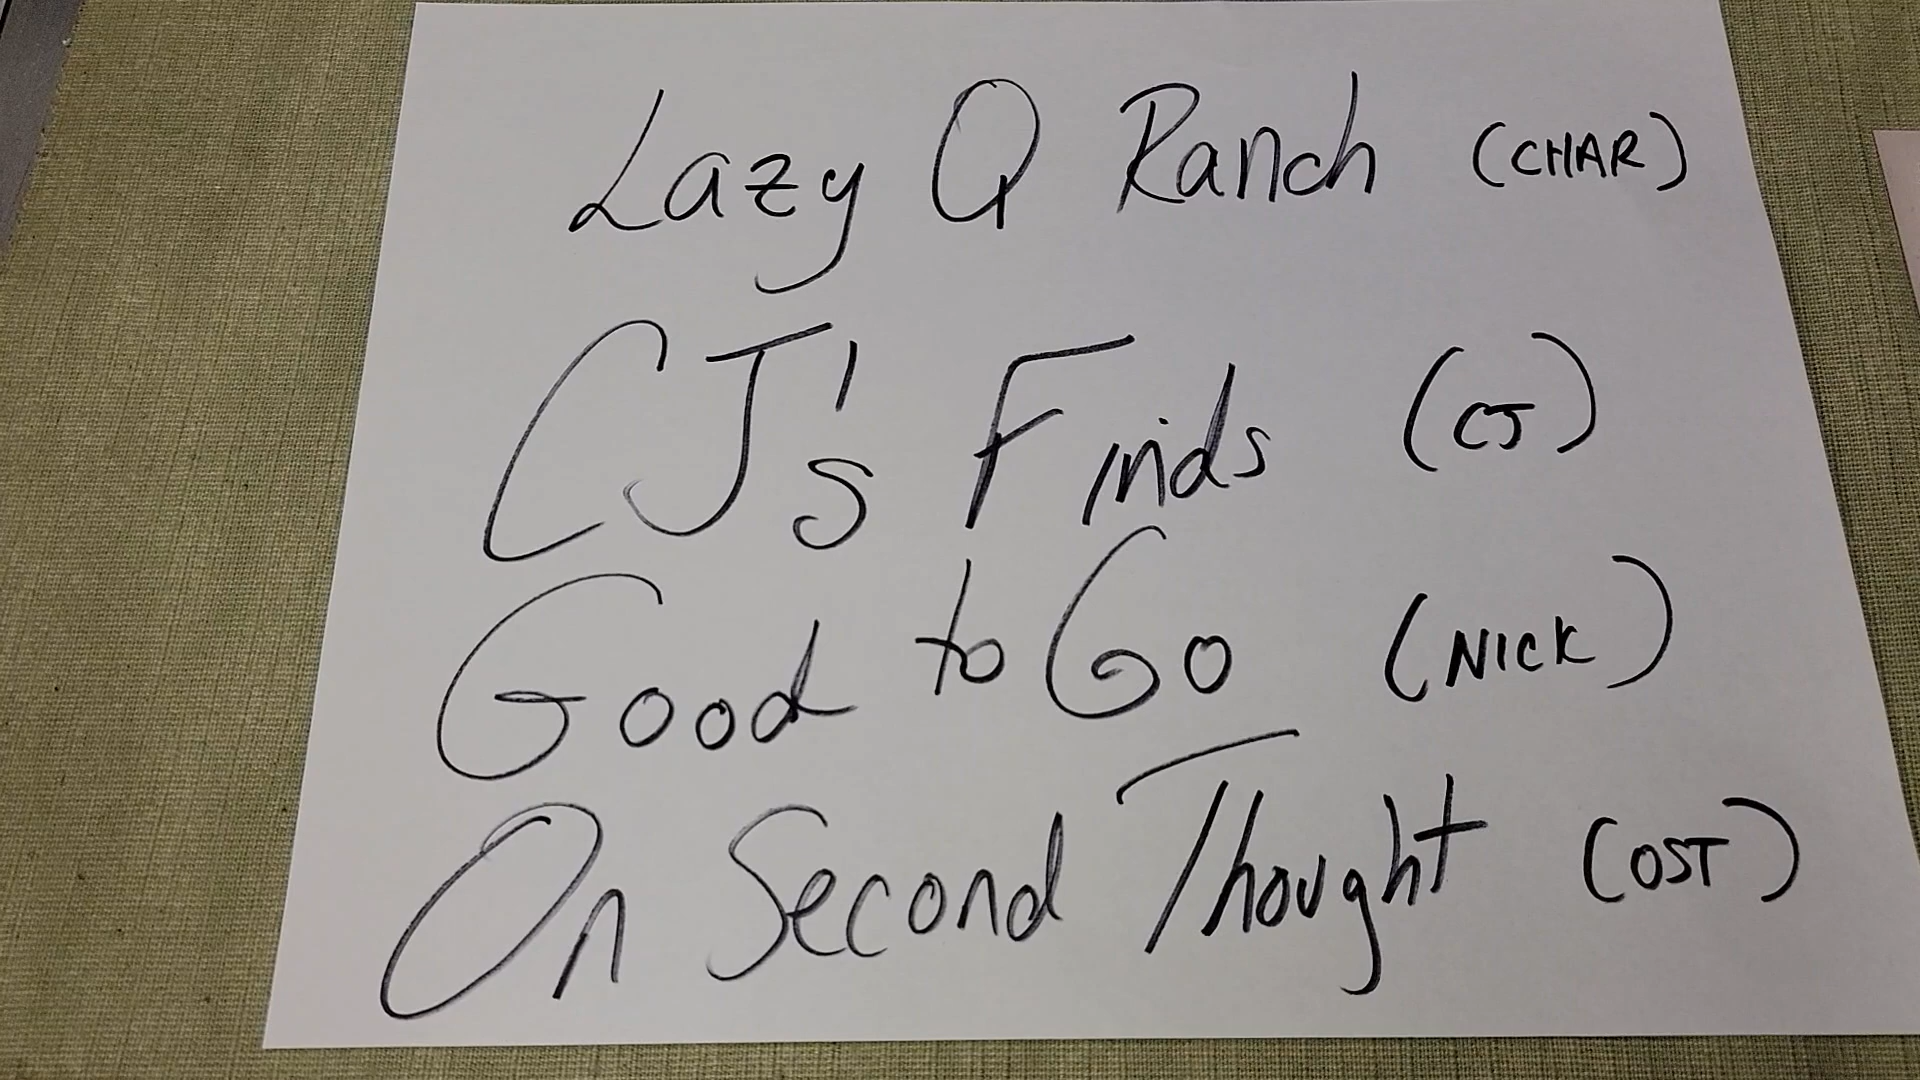 Lazy Q Ranch (CHAR)
CJ's Finds (CJ)
Good to Go (NICK)
On Second Thought (OST)